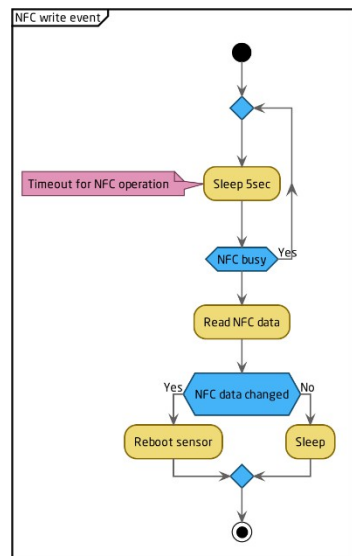 NFC write event
Timeout for NFC operation
Sleep 5sec
NFC busy
Yes
Read NFC data
Yes
NFC data changed
No
Reboot sensor
Sleep